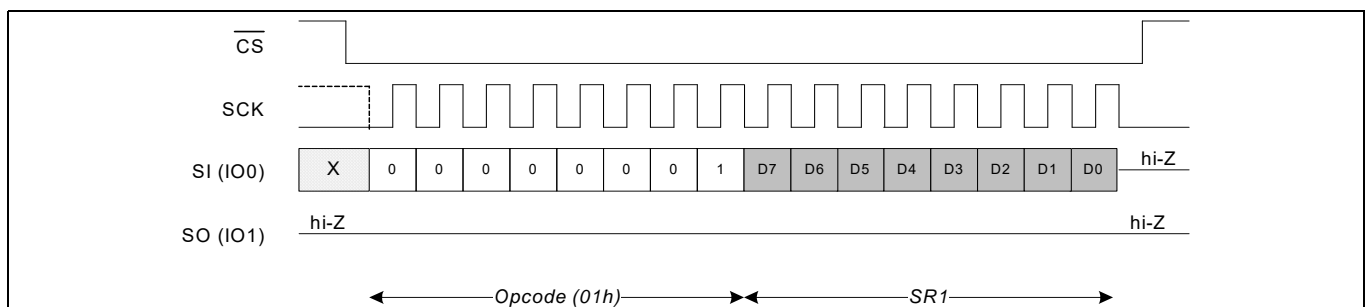 CS
SCK
SI (IO0) X 0 0 0 0 0 0 0 1 D7 D6 D5 D4 D3 D2 D1 D0 hi-Z
SO (IO1) hi-Z hi-Z
Opcode (01h) SR1